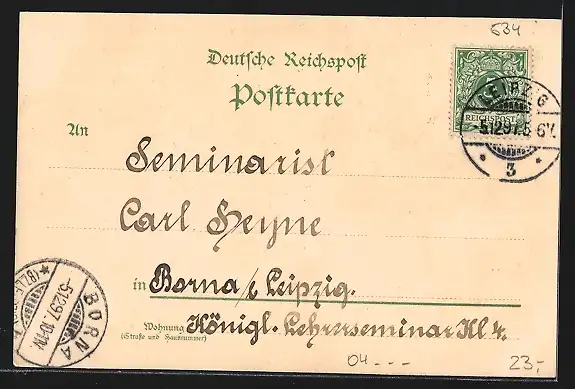 634
Deutsche Reichspost
Postkarte
REICHSPOST
LEIPZIG
5.12.97. 5-6N.
* 3 *
An
Seminarist
Carl Heyne
in Borna b/ Leipzig.
Wohnung Königl. Lehrerseminar Kl 4.
(Straße und Hausnummer)
BORNA
5.12.97. 10-11N
04 - - -
23,-